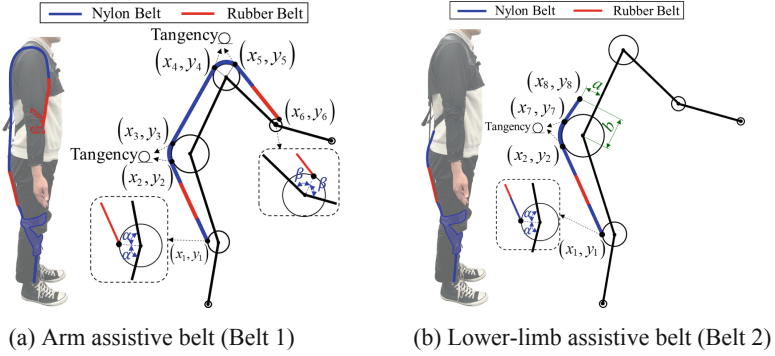 Nylon Belt Rubber Belt
Nylon Belt Rubber Belt
Tangency
(x₄, y₄)
(x₅, y₅)
(x₆, y₆)
(x₃, y₃)
Tangency
(x₂, y₂)
β
β
α
α
(x₁, y₁)
(x₈, y₈)
a
(x₇, y₇)
b
Tangency
(x₂, y₂)
α
α
(x₁, y₁)
(a) Arm assistive belt (Belt 1)
(b) Lower-limb assistive belt (Belt 2)